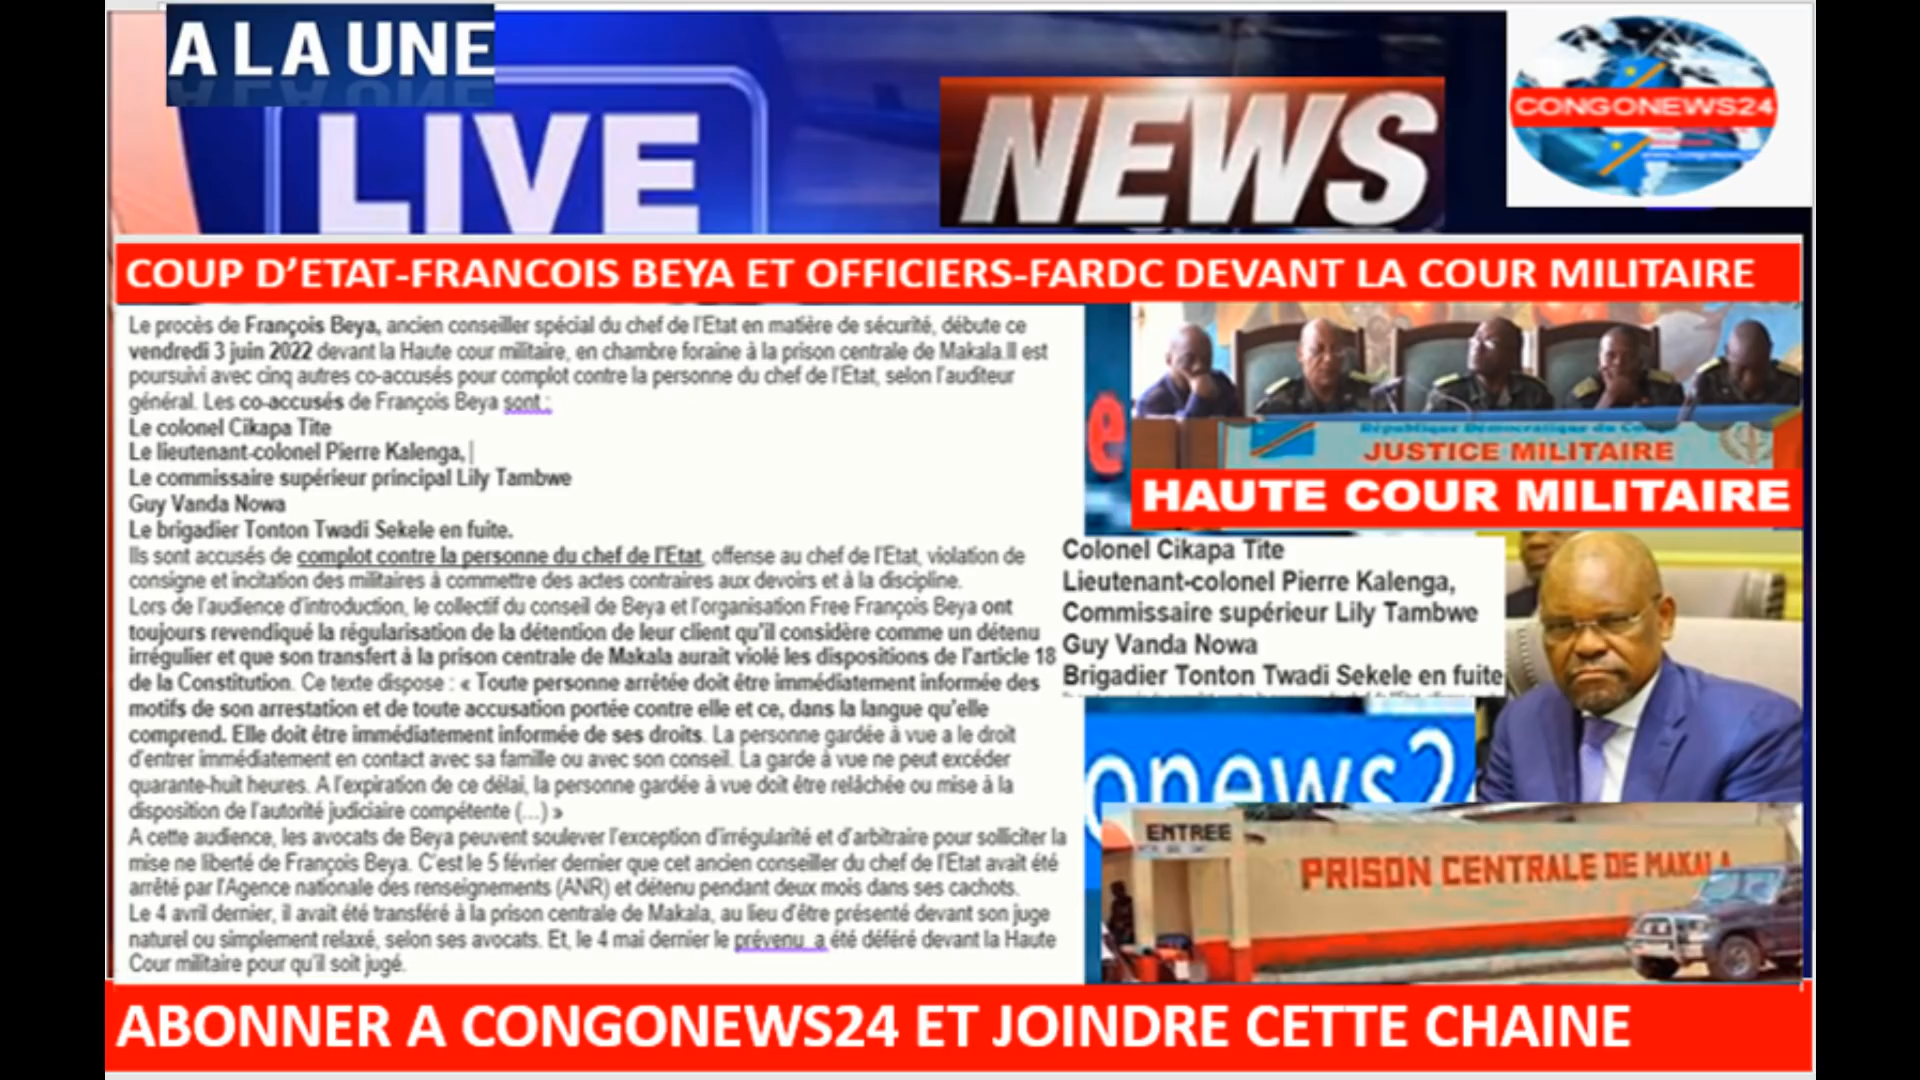 A LA UNE
LIVE
NEWS
CONGONEWS24
COUP D'ETAT-FRANCOIS BEYA ET OFFICIERS-FARDC DEVANT LA COUR MILITAIRE
Le procès de François Beya, ancien conseiller spécial du chef de l'Etat en matière de sécurité, débute ce
vendredi 3 juin 2022 devant la Haute cour militaire, en chambre foraine à la prison centrale de Makala.Il est
poursuivi avec cinq autres co-accusés pour complot contre la personne du chef de l'Etat, selon l'auditeur
général. Les co-accusés de François Beya sont :
Le colonel Cikapa Tite
Le lieutenant-colonel Pierre Kalenga,
Le commissaire supérieur principal Lily Tambwe
Guy Vanda Nowa
Le brigadier Tonton Twadi Sekele en fuite.
Ils sont accusés de complot contre la personne du chef de l'Etat, offense au chef de l'Etat, violation de
consigne et incitation des militaires à commettre des actes contraires aux devoirs et à la discipline.
Lors de l'audience d'introduction, le collectif du conseil de Beya et l'organisation Free François Beya ont
toujours revendiqué la régularisation de la détention de leur client qu'il considère comme un détenu
irrégulier et que son transfert à la prison centrale de Makala aurait violé les dispositions de l'article 18
de la Constitution. Ce texte dispose : « Toute personne arrêtée doit être immédiatement informée des
motifs de son arrestation et de toute accusation portée contre elle et ce, dans la langue qu'elle
comprend. Elle doit être immédiatement informée de ses droits. La personne gardée à vue a le droit
d'entrer immédiatement en contact avec sa famille ou avec son conseil. La garde à vue ne peut excéder
quarante-huit heures. A l'expiration de ce délai, la personne gardée à vue doit être relâchée ou mise à la
disposition de l'autorité judiciaire compétente (...) »
A cette audience, les avocats de Beya peuvent soulever l'exception d'irrégularité et d'arbitraire pour solliciter la
mise ne liberté de François Beya. C'est le 5 février dernier que cet ancien conseiller du chef de l'Etat avait été
arrêté par l'Agence nationale des renseignements (ANR) et détenu pendant deux mois dans ses cachots.
Le 4 avril dernier, il avait été transféré à la prison centrale de Makala, au lieu d'être présenté devant son juge
naturel ou simplement relaxé, selon ses avocats. Et, le 4 mai dernier le prévenu a été déféré devant la Haute
Cour militaire pour qu'il soit jugé.
e
République Démocratique du Co
JUSTICE MILITAIRE
HAUTE COUR MILITAIRE
Colonel Cikapa Tite
Lieutenant-colonel Pierre Kalenga,
Commissaire supérieur Lily Tambwe
Guy Vanda Nowa
Brigadier Tonton Twadi Sekele en fuite
onews2
ENTREE
PRISON CENTRALE DE MAKALA
ABONNER A CONGONEWS24 ET JOINDRE CETTE CHAINE